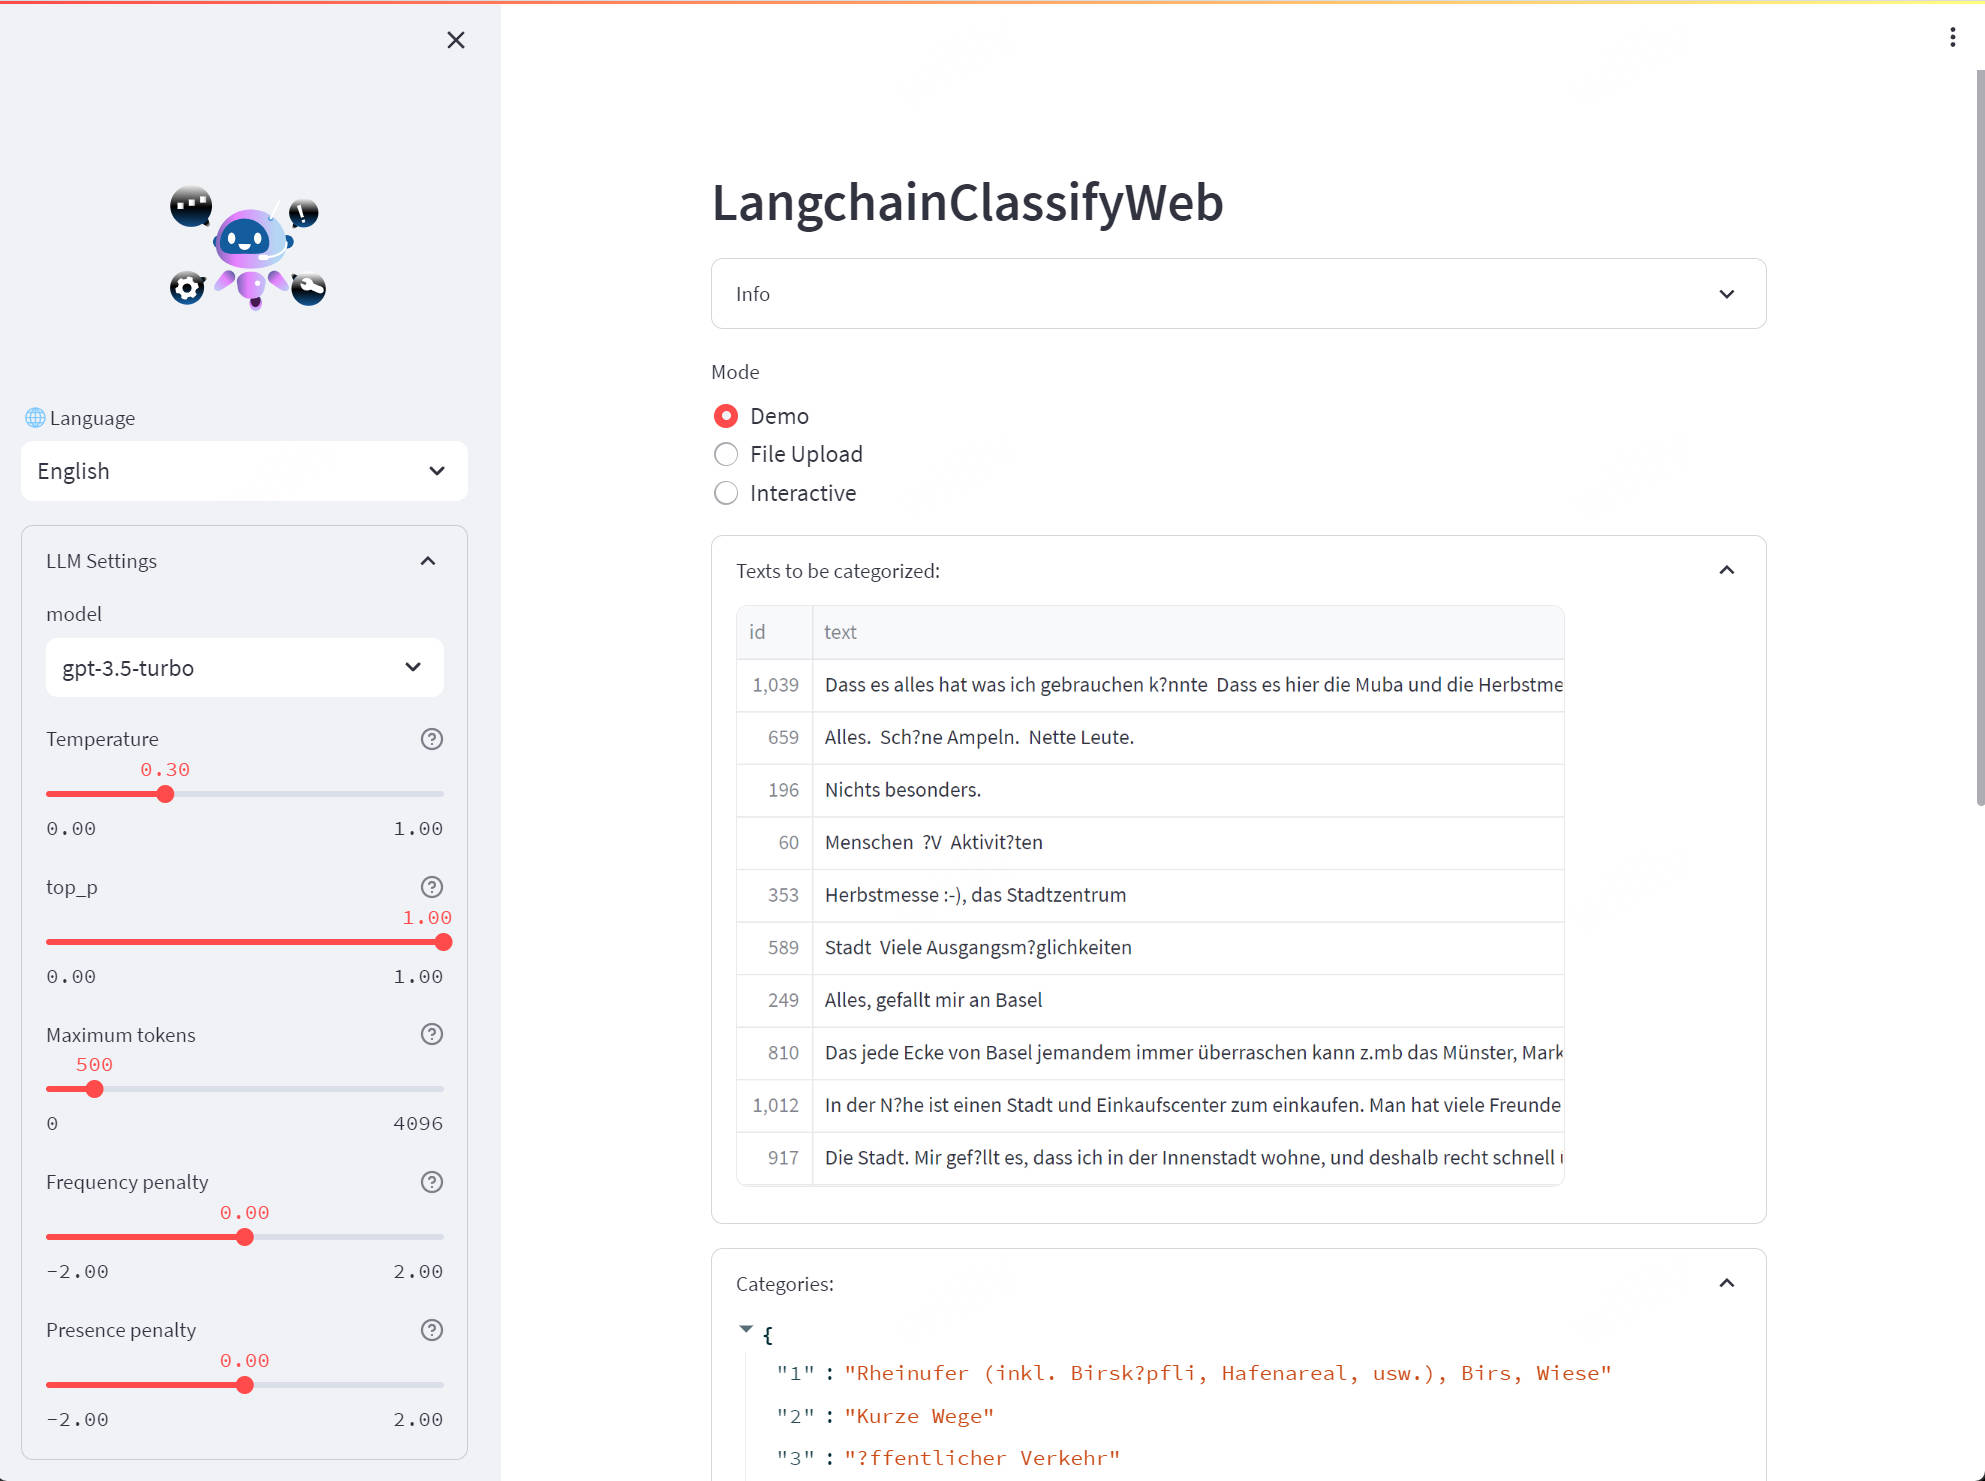 🌐 Language
English
LLM Settings
model
gpt-3.5-turbo
Temperature
0.30
0.00 1.00
top_p
1.00
0.00 1.00
Maximum tokens
500
0 4096
Frequency penalty
0.00
-2.00 2.00
Presence penalty
0.00
-2.00 2.00
LangchainClassifyWeb
Info
Mode
Demo
File Upload
Interactive
Texts to be categorized:
id text
1,039 Dass es alles hat was ich gebrauchen k?nnte  Dass es hier die Muba und die Herbstme
659 Alles.  Sch?ne Ampeln.  Nette Leute.
196 Nichts besonders.
60 Menschen  ?V  Aktivit?ten
353 Herbstmesse :-), das Stadtzentrum
589 Stadt  Viele Ausgangsm?glichkeiten
249 Alles, gefallt mir an Basel
810 Das jede Ecke von Basel jemandem immer überraschen kann z.mb das Münster, Mark
1,012 In der N?he ist einen Stadt und Einkaufscenter zum einkaufen. Man hat viele Freunde
917 Die Stadt. Mir gef?llt es, dass ich in der Innenstadt wohne, und deshalb recht schnell
Categories:
{
"1" : "Rheinufer (inkl. Birsk?pfli, Hafenareal, usw.), Birs, Wiese"
"2" : "Kurze Wege"
"3" : "?ffentlicher Verkehr"